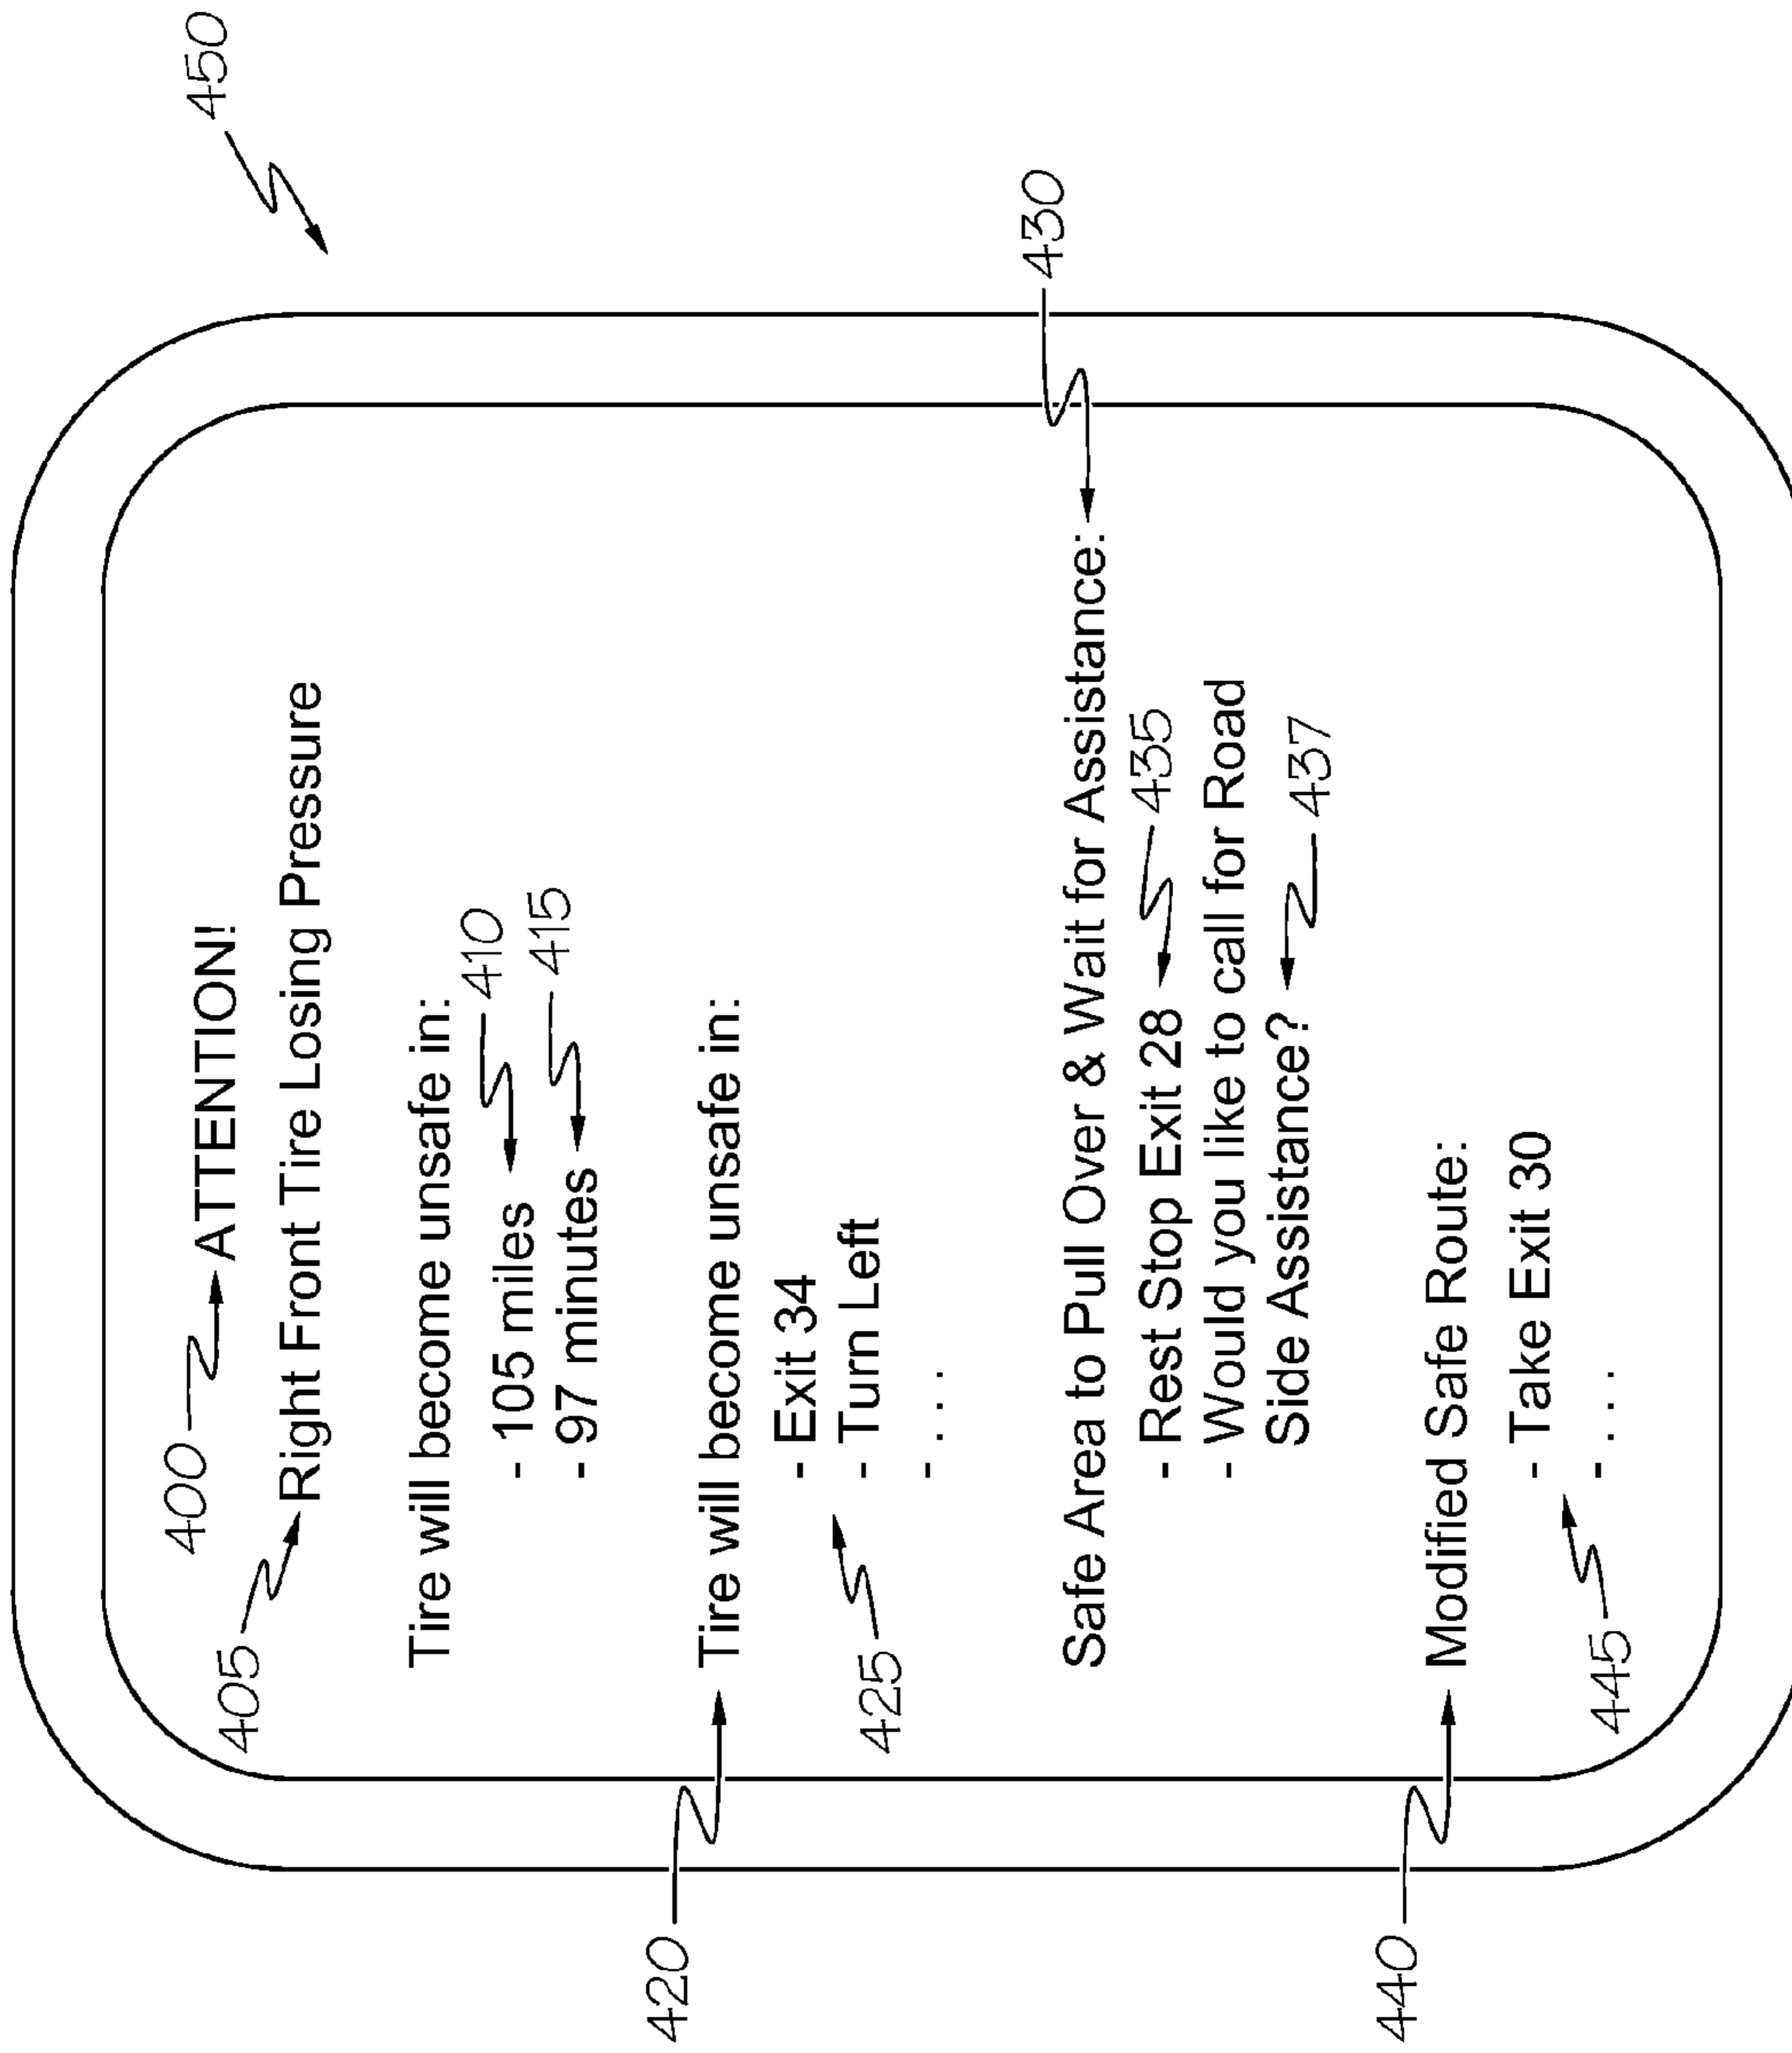 450
400 ATTENTION!
405 Right Front Tire Losing Pressure
Tire will become unsafe in:
- 105 miles 410
- 97 minutes 415
420 Tire will become unsafe in:
- Exit 34
425 - Turn Left
- . . .
Safe Area to Pull Over & Wait for Assistance: 430
- Rest Stop Exit 28 435
- Would you like to call for Road
Side Assistance? 437
440 Modified Safe Route:
- Take Exit 30
445 - . . .